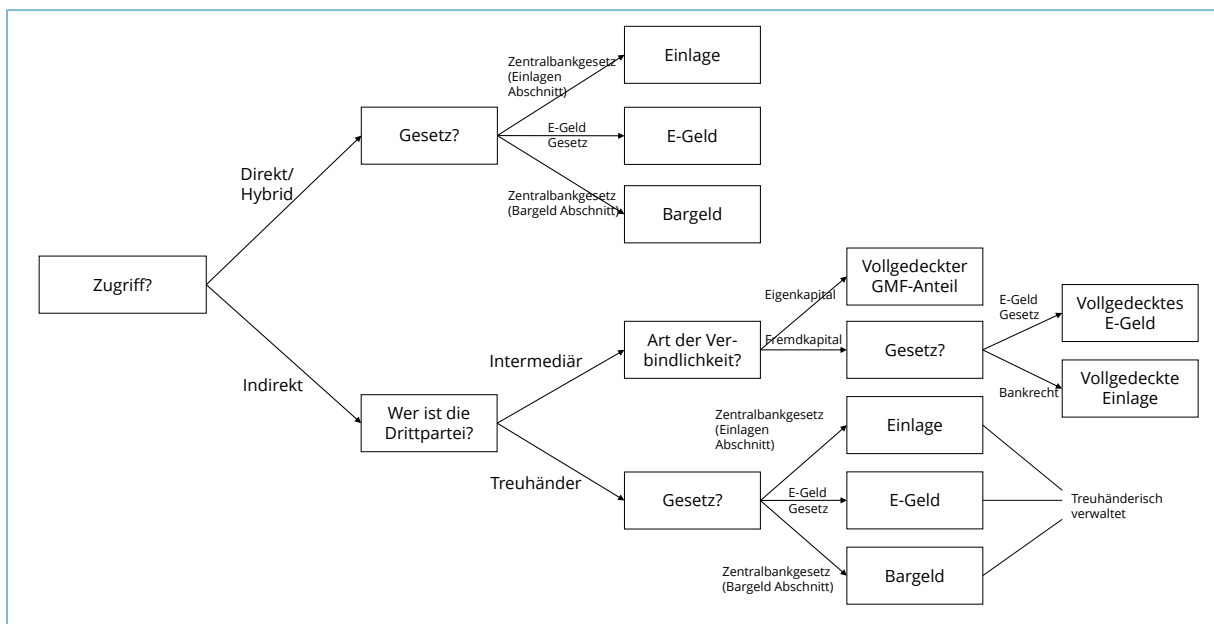 Zugriff?
Direkt/
Hybrid
Indirekt
Gesetz?
Zentralbankgesetz
(Einlagen
Abschnitt)
E-Geld
Gesetz
Zentralbankgesetz
(Bargeld Abschnitt)
Einlage
E-Geld
Bargeld
Wer ist die
Drittpartei?
Intermediär
Treuhänder
Art der Ver-
bindlichkeit?
Eigenkapital
Fremdkapital
Vollgedeckter
GMF-Anteil
Gesetz?
E-Geld
Gesetz
Bankrecht
Vollgedecktes
E-Geld
Vollgedeckte
Einlage
Gesetz?
Zentralbankgesetz
(Einlagen
Abschnitt)
E-Geld
Gesetz
Zentralbankgesetz
(Bargeld Abschnitt)
Einlage
E-Geld
Bargeld
Treuhänderisch
verwaltet